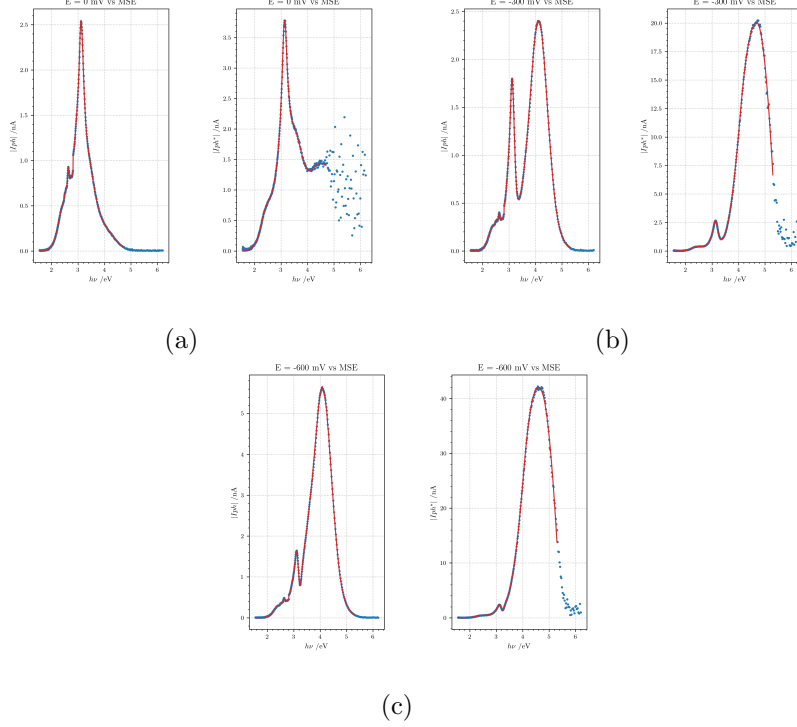 E = 0 mV vs MSE
|Iph| /nA
2.5
2.0
1.5
1.0
0.5
0.0
2 3 4 5 6
hν /eV
E = 0 mV vs MSE
|Iph*| /nA
3.5
3.0
2.5
2.0
1.5
1.0
0.5
0.0
2 3 4 5 6
hν /eV
(a)
E = -300 mV vs MSE
|Iph| /nA
2.5
2.0
1.5
1.0
0.5
0.0
2 3 4 5 6
hν /eV
E = -300 mV vs MSE
|Iph*| /nA
20.0
17.5
15.0
12.5
10.0
7.5
5.0
2.5
0.0
2 3 4 5 6
hν /eV
(b)
E = -600 mV vs MSE
|Iph| /nA
5
4
3
2
1
0
2 3 4 5 6
hν /eV
E = -600 mV vs MSE
|Iph*| /nA
40
30
20
10
0
2 3 4 5 6
hν /eV
(c)